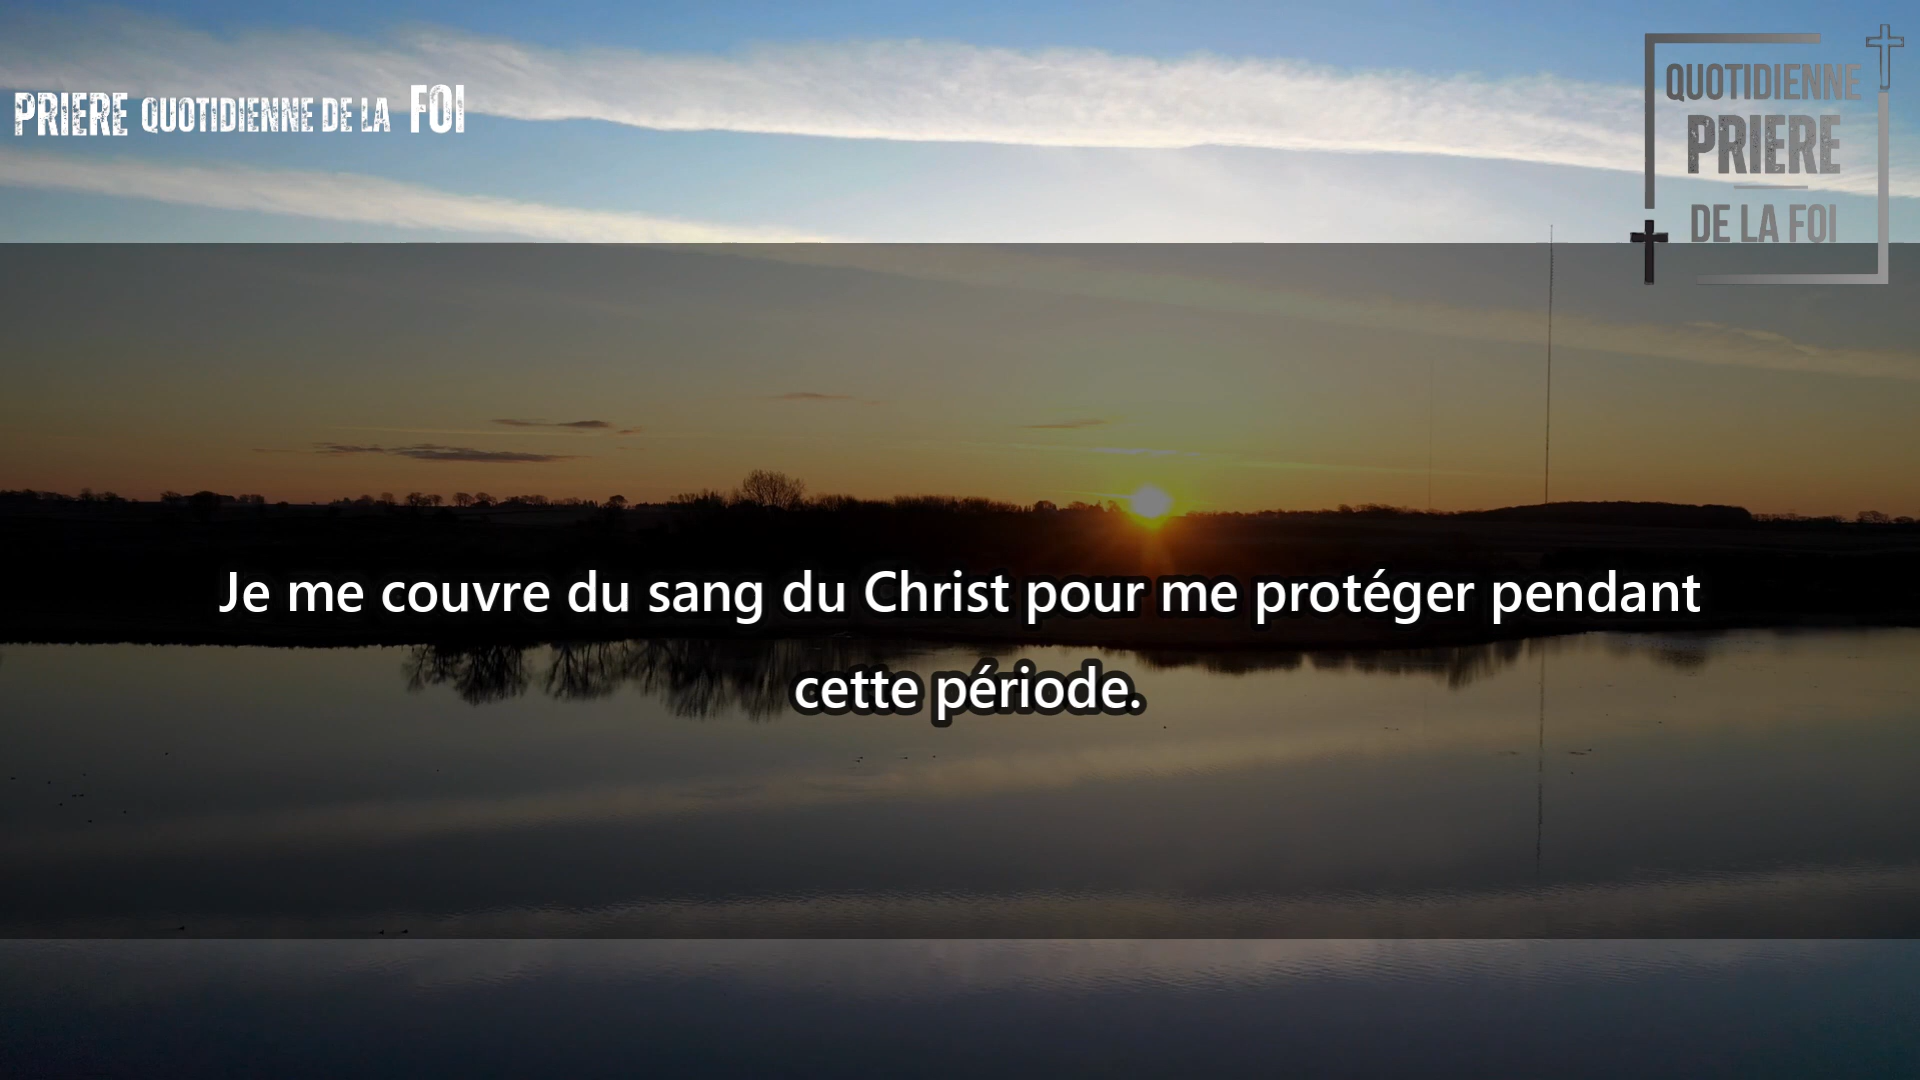 PRIERE QUOTIDIENNE DE LA FOI
QUOTIDIENNE
PRIERE
DE LA FOI
Je me couvre du sang du Christ pour me protéger pendant
cette période.